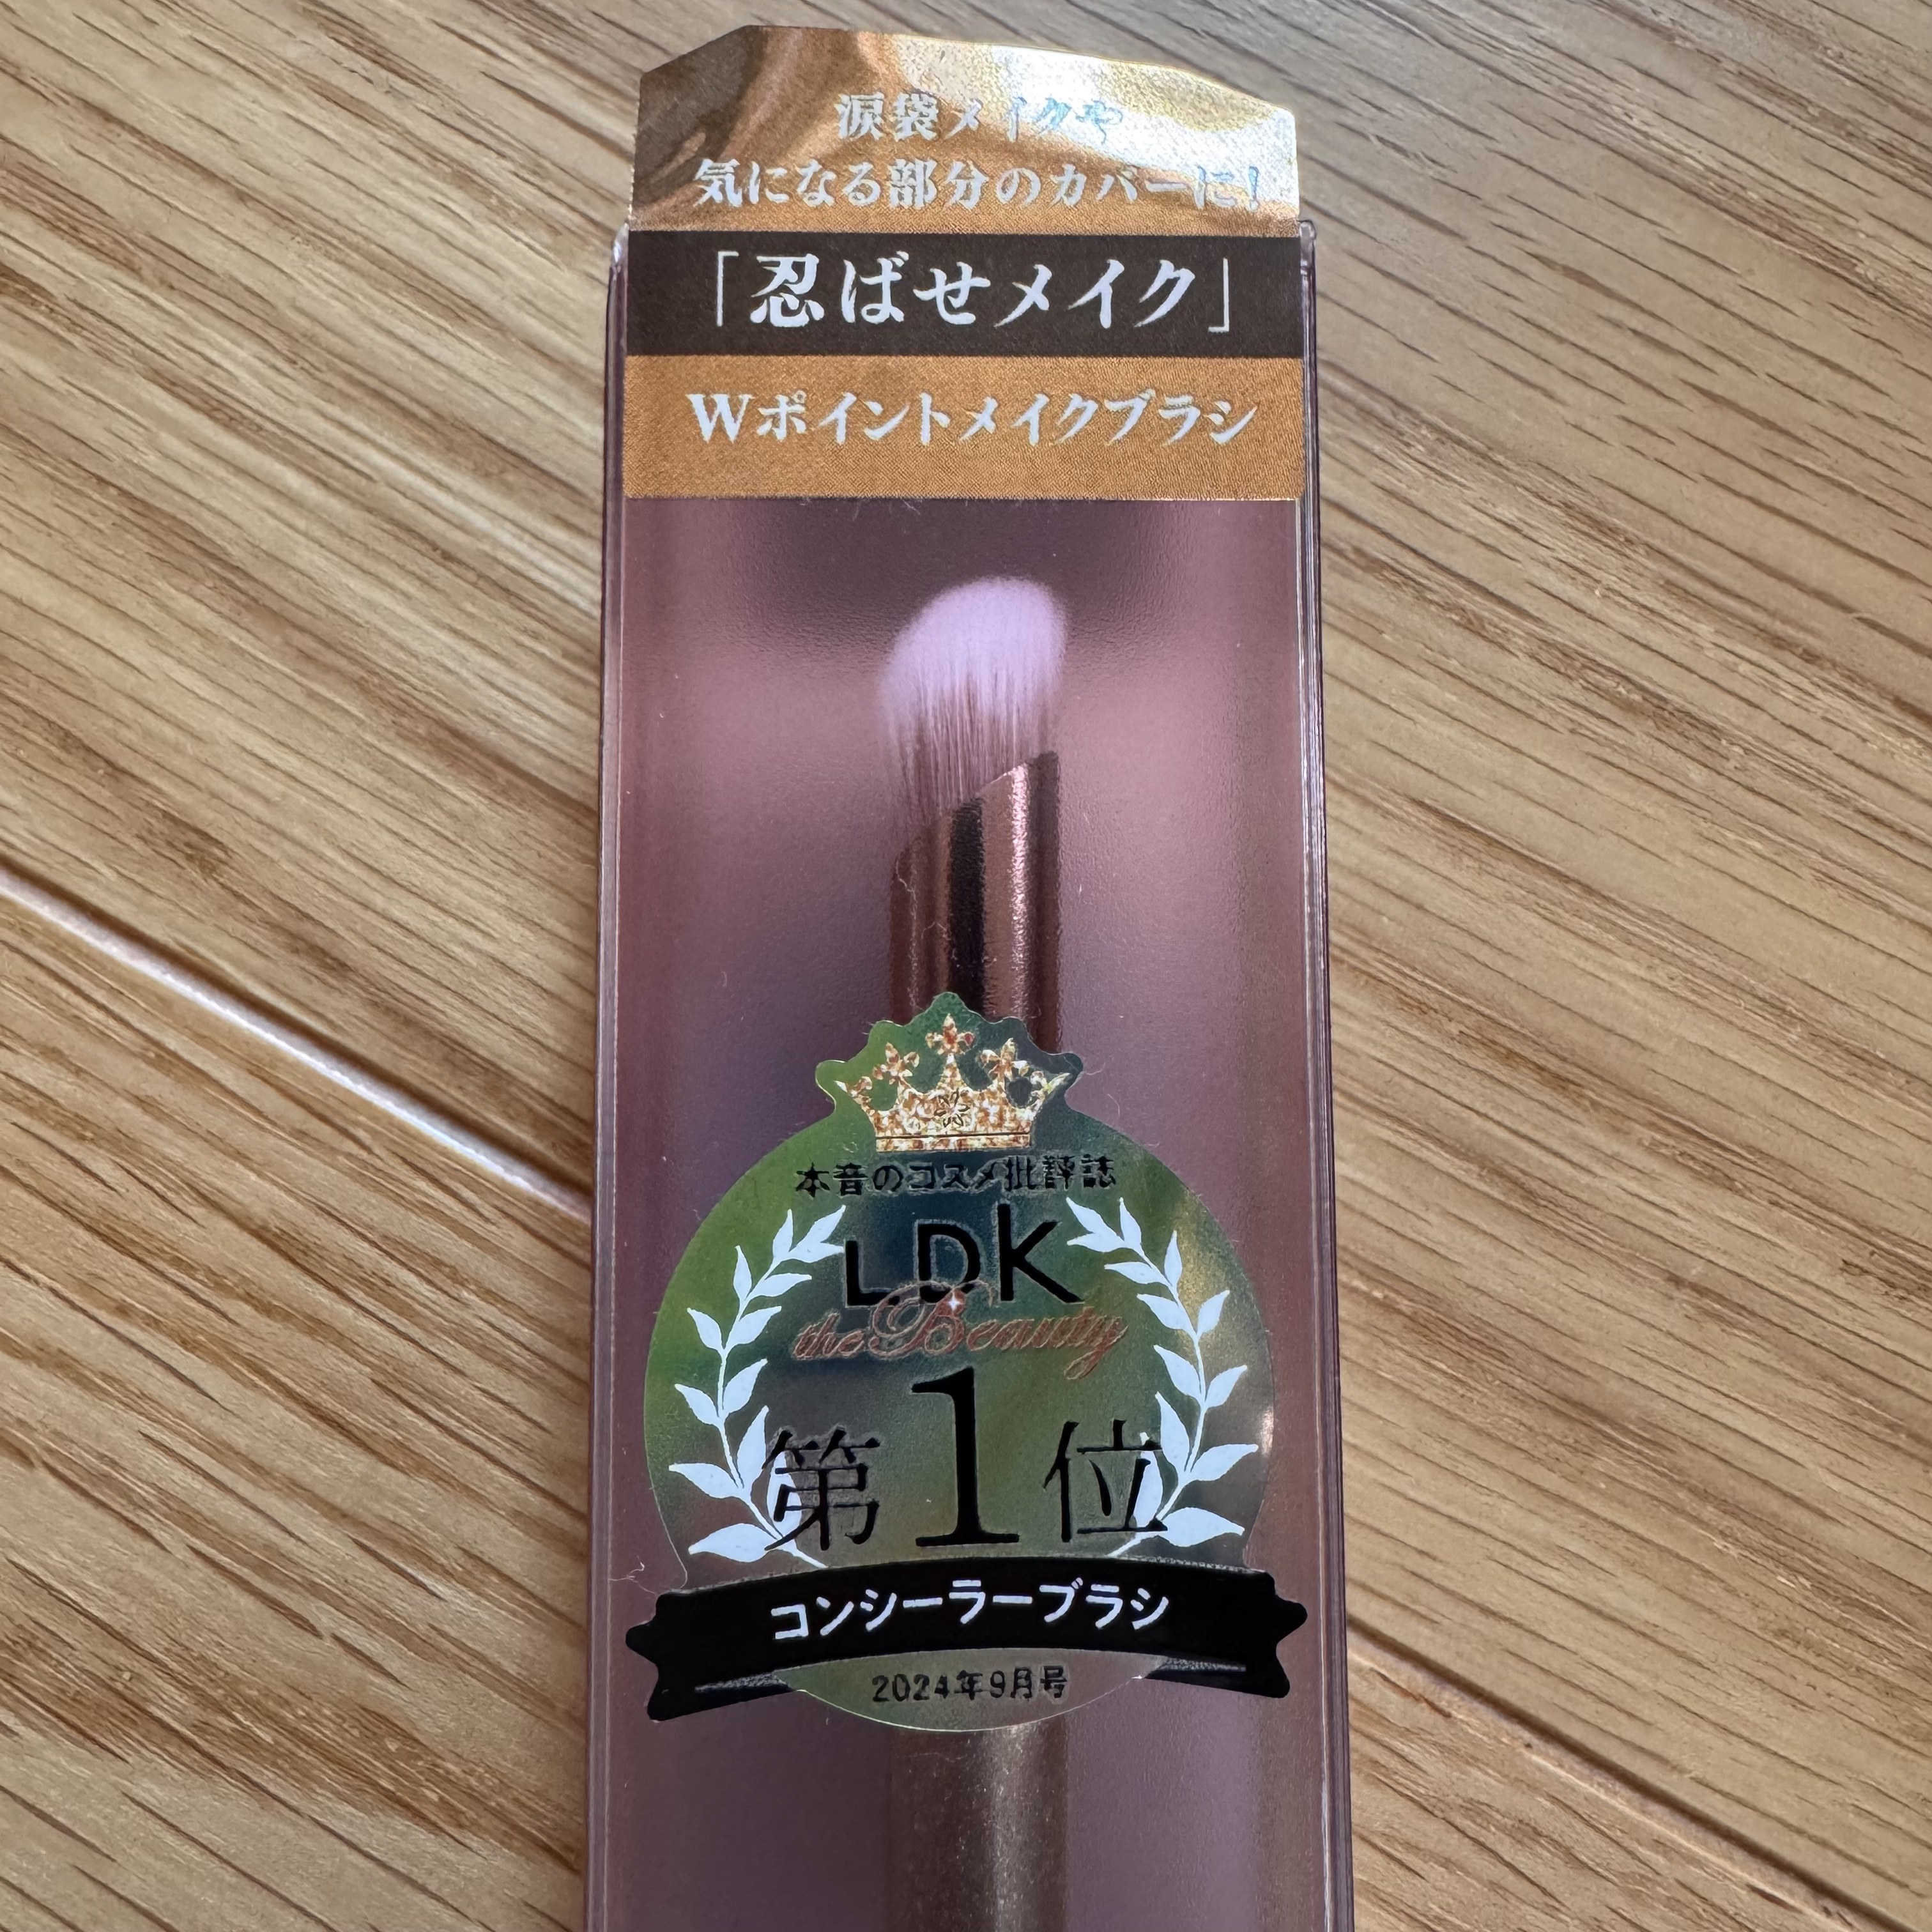 涙袋メイクや
気になる部分のカバーに!
「忍ばせメイク」
Wポイントメイクブラシ
本音のコスメ批評誌
LDK
the Beauty
第1位
コンシーラーブラシ
2024年9月号